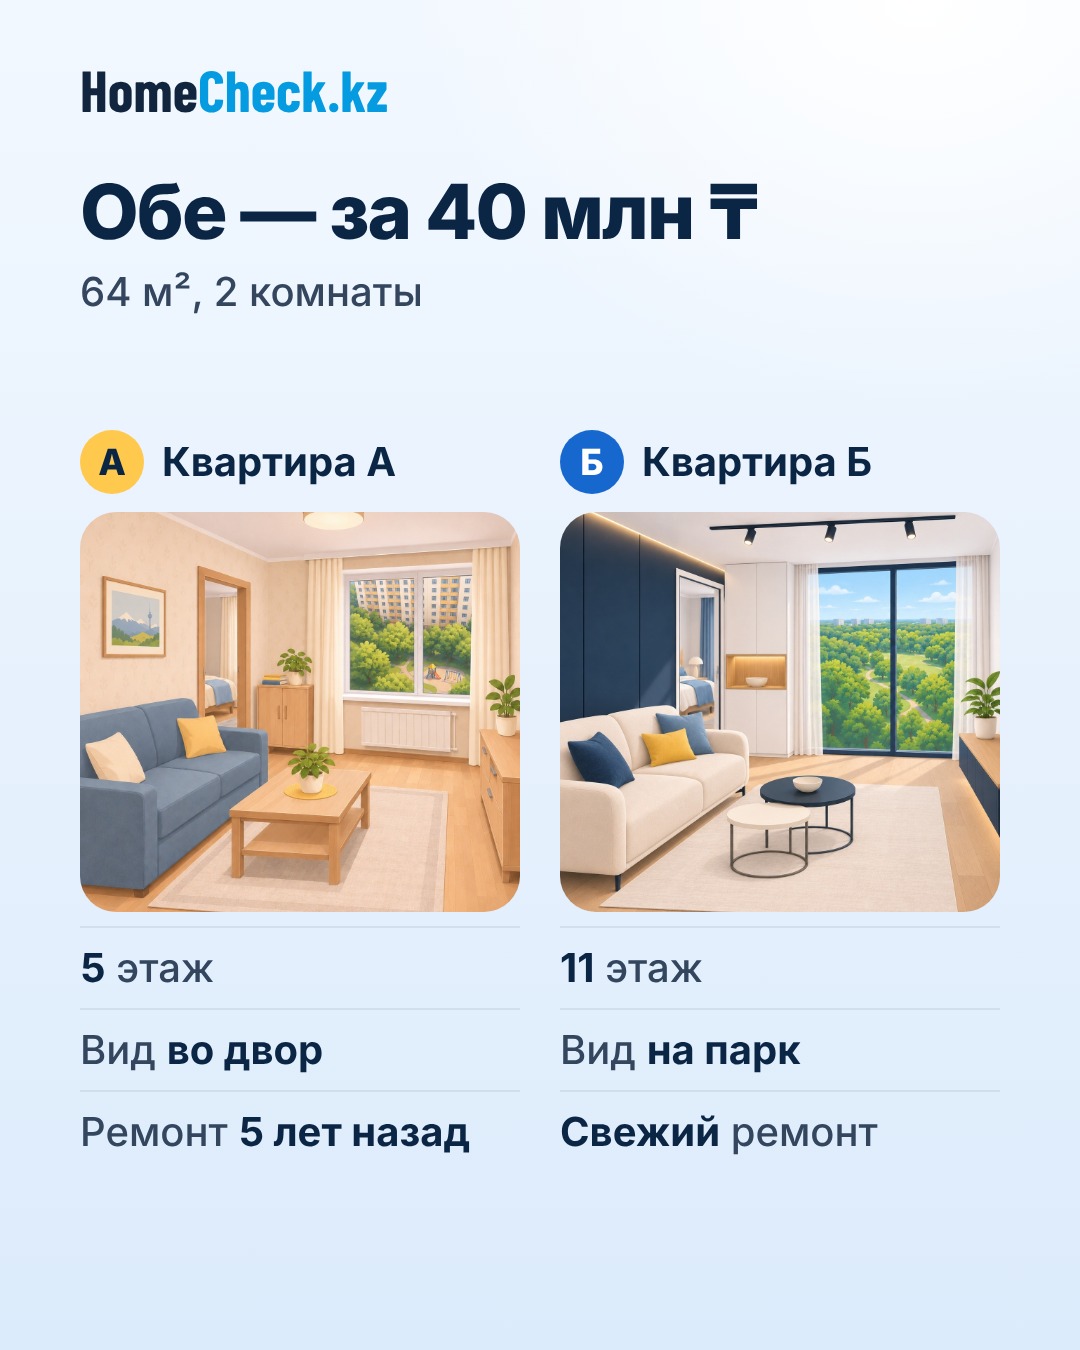 HomeCheck.kz
Обе — за 40 млн ₸
64 м², 2 комнаты
А Квартира А
Б Квартира Б
5 этаж
11 этаж
Вид во двор
Вид на парк
Ремонт 5 лет назад
Свежий ремонт